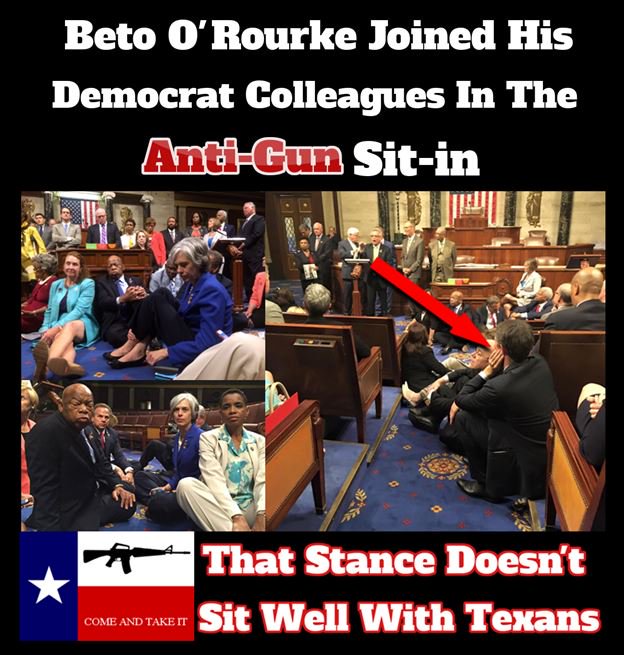 Beto O'Rourke Joined His
Democrat Colleagues In The
Anti-Gun Sit-in
COME AND TAKE IT
That Stance Doesn't
Sit Well With Texans